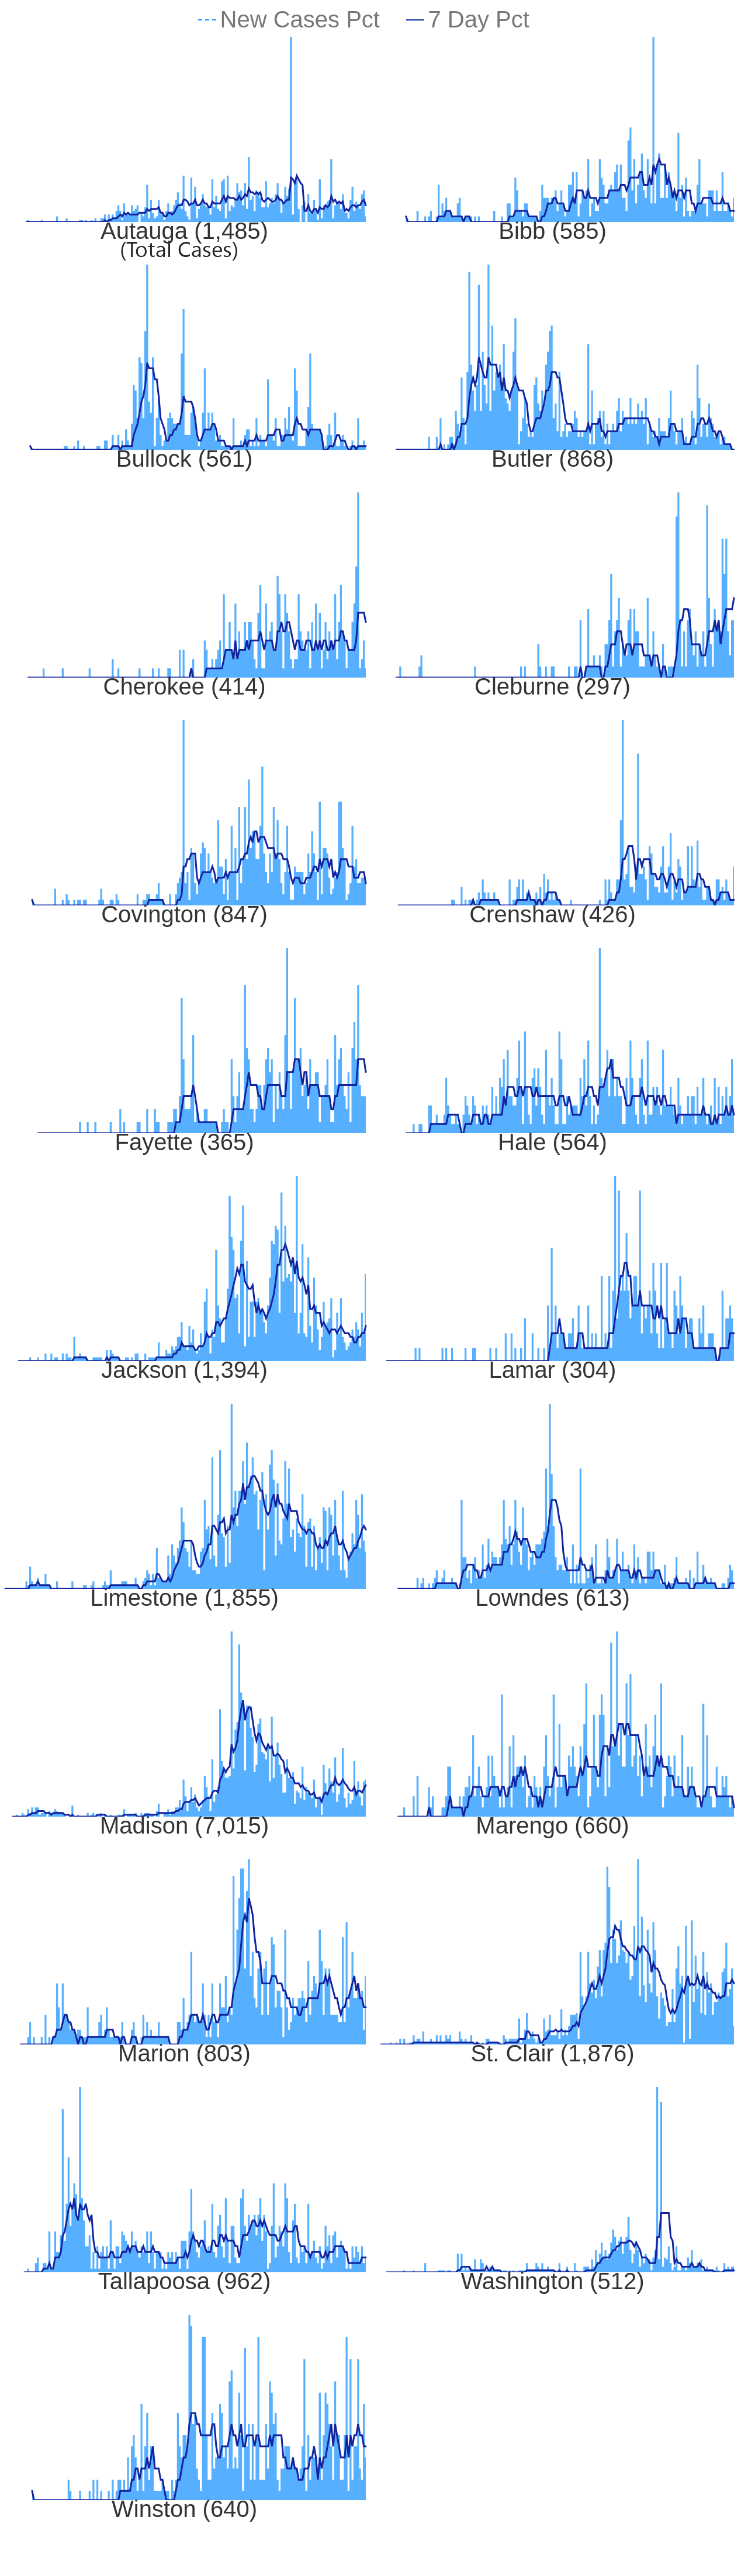 New Cases Pct 7 Day Pct
Autauga (1,485) Bibb (585)
(Total Cases)
Bullock (561) Butler (868)
Cherokee (414) Cleburne (297)
Covington (847) Crenshaw (426)
Fayette (365) Hale (564)
Jackson (1,394) Lamar (304)
Limestone (1,855) Lowndes (613)
Madison (7,015) Marengo (660)
Marion (803) St. Clair (1,876)
Tallapoosa (962) Washington (512)
Winston (640)